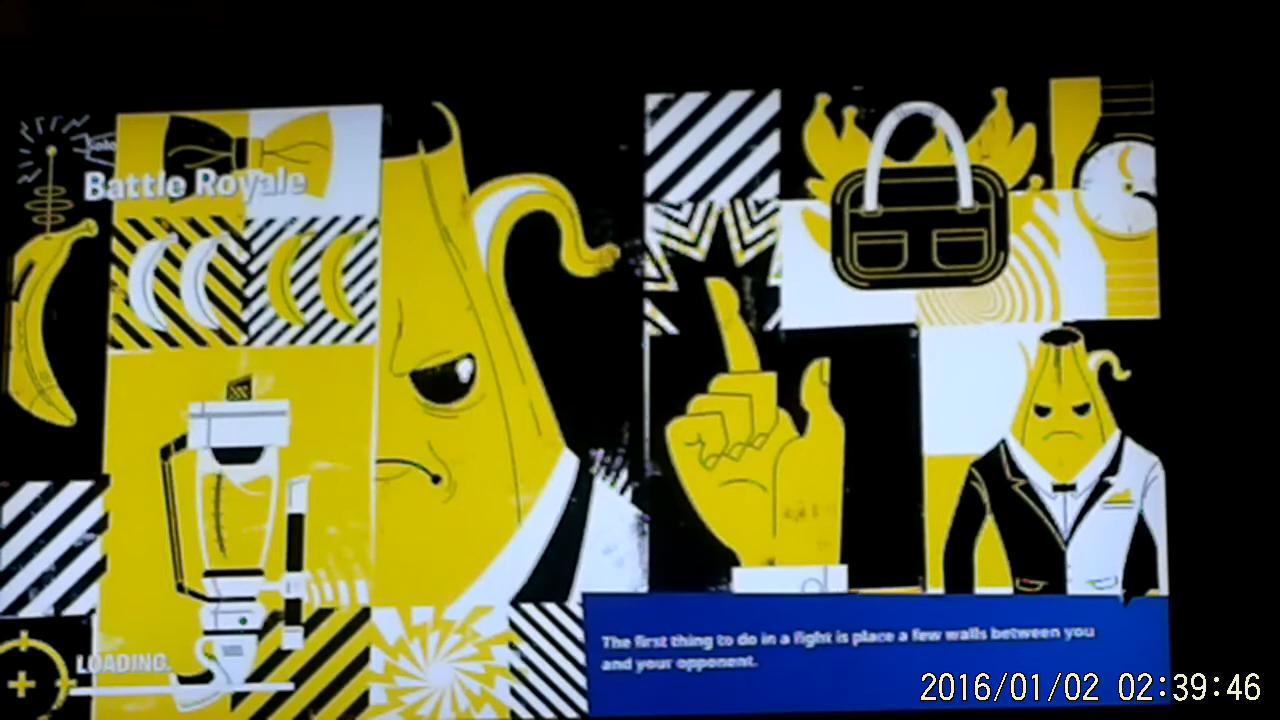 Solo
Battle Royale
LOADING.
The first thing to do in a fight is place a few walls between you
and your opponent.
2016/01/02 02:39:46